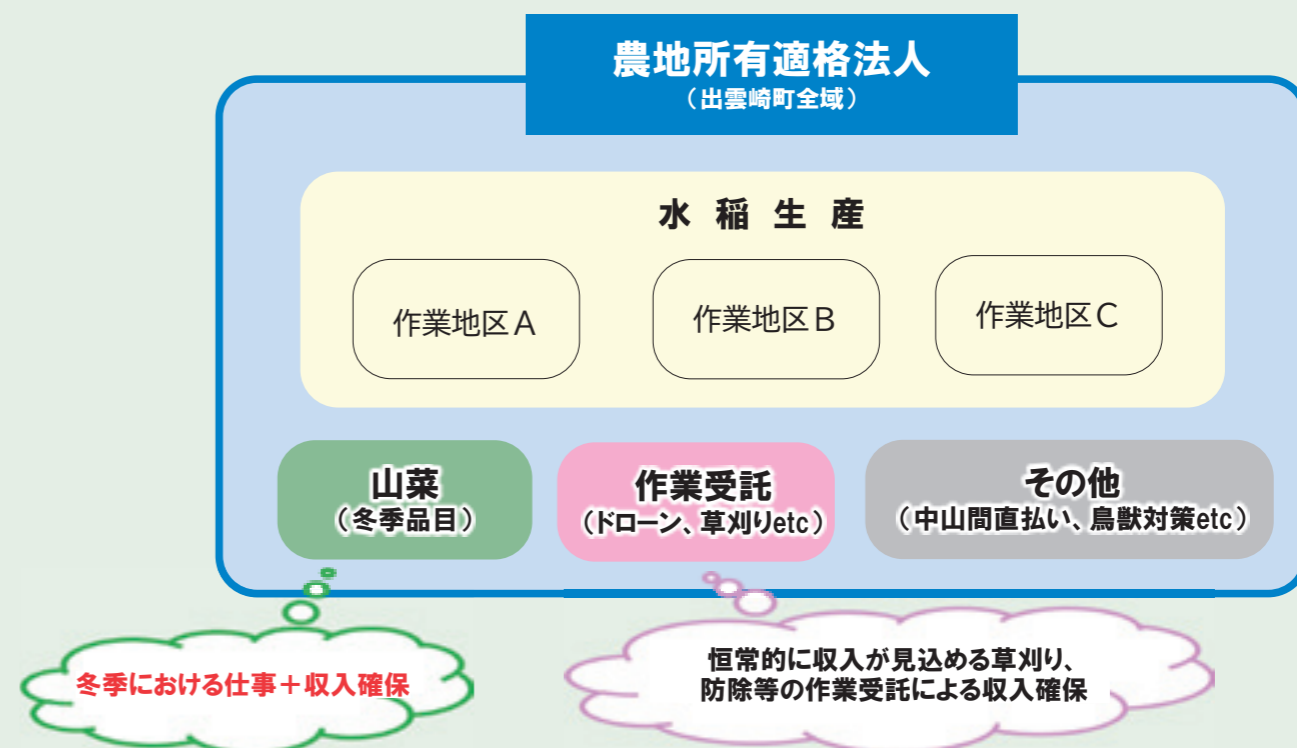 農地所有適格法人
（出雲崎町全域）
水稲生産
作業地区A
作業地区B
作業地区C
山菜
（冬季品目）
作業受託
（ドローン、草刈りetc）
その他
（中山間直払い、鳥獣対策etc）
冬季における仕事＋収入確保
恒常的に収入が見込める草刈り、
防除等の作業受託による収入確保